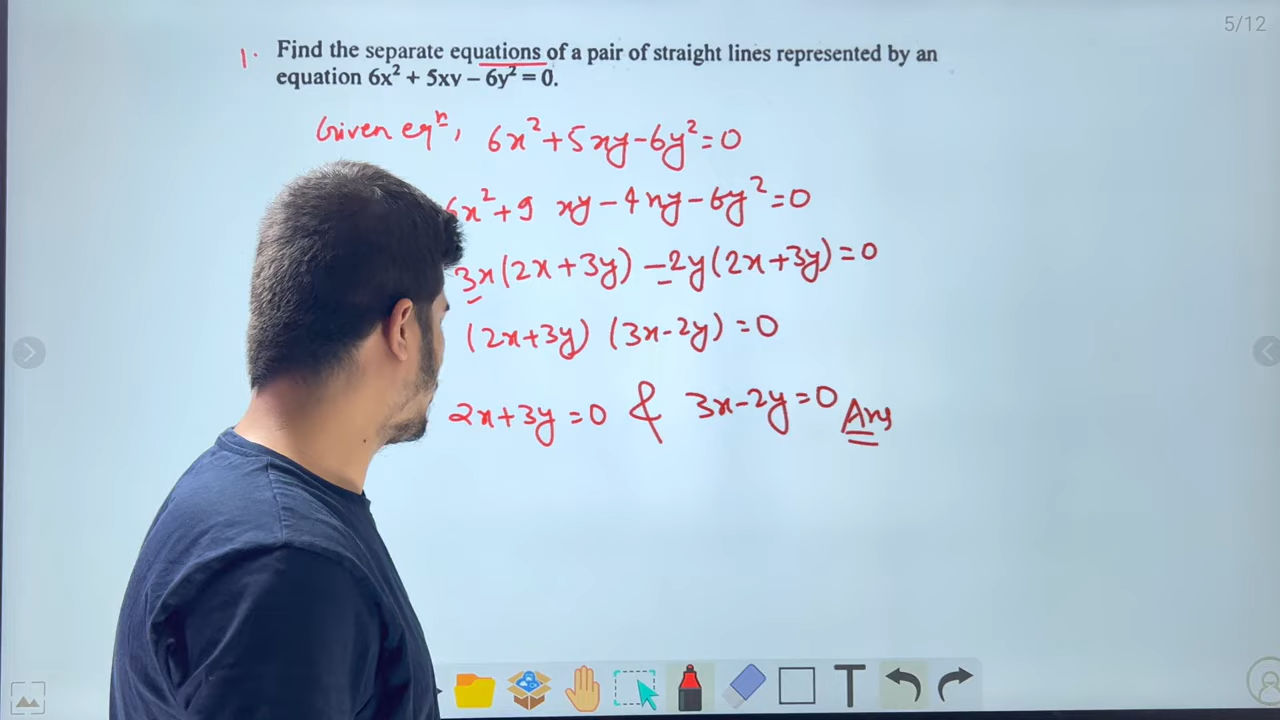 5/12
1. Find the separate equations of a pair of straight lines represented by an
equation 6x² + 5xy – 6y² = 0.
Given eqⁿ, 6x²+5xy-6y²=0
6x²+9 xy-4xy-6y²=0
3x(2x+3y) -2y(2x+3y)=0
(2x+3y) (3x-2y)=0
2x+3y=0 & 3x-2y=0 Ans
T